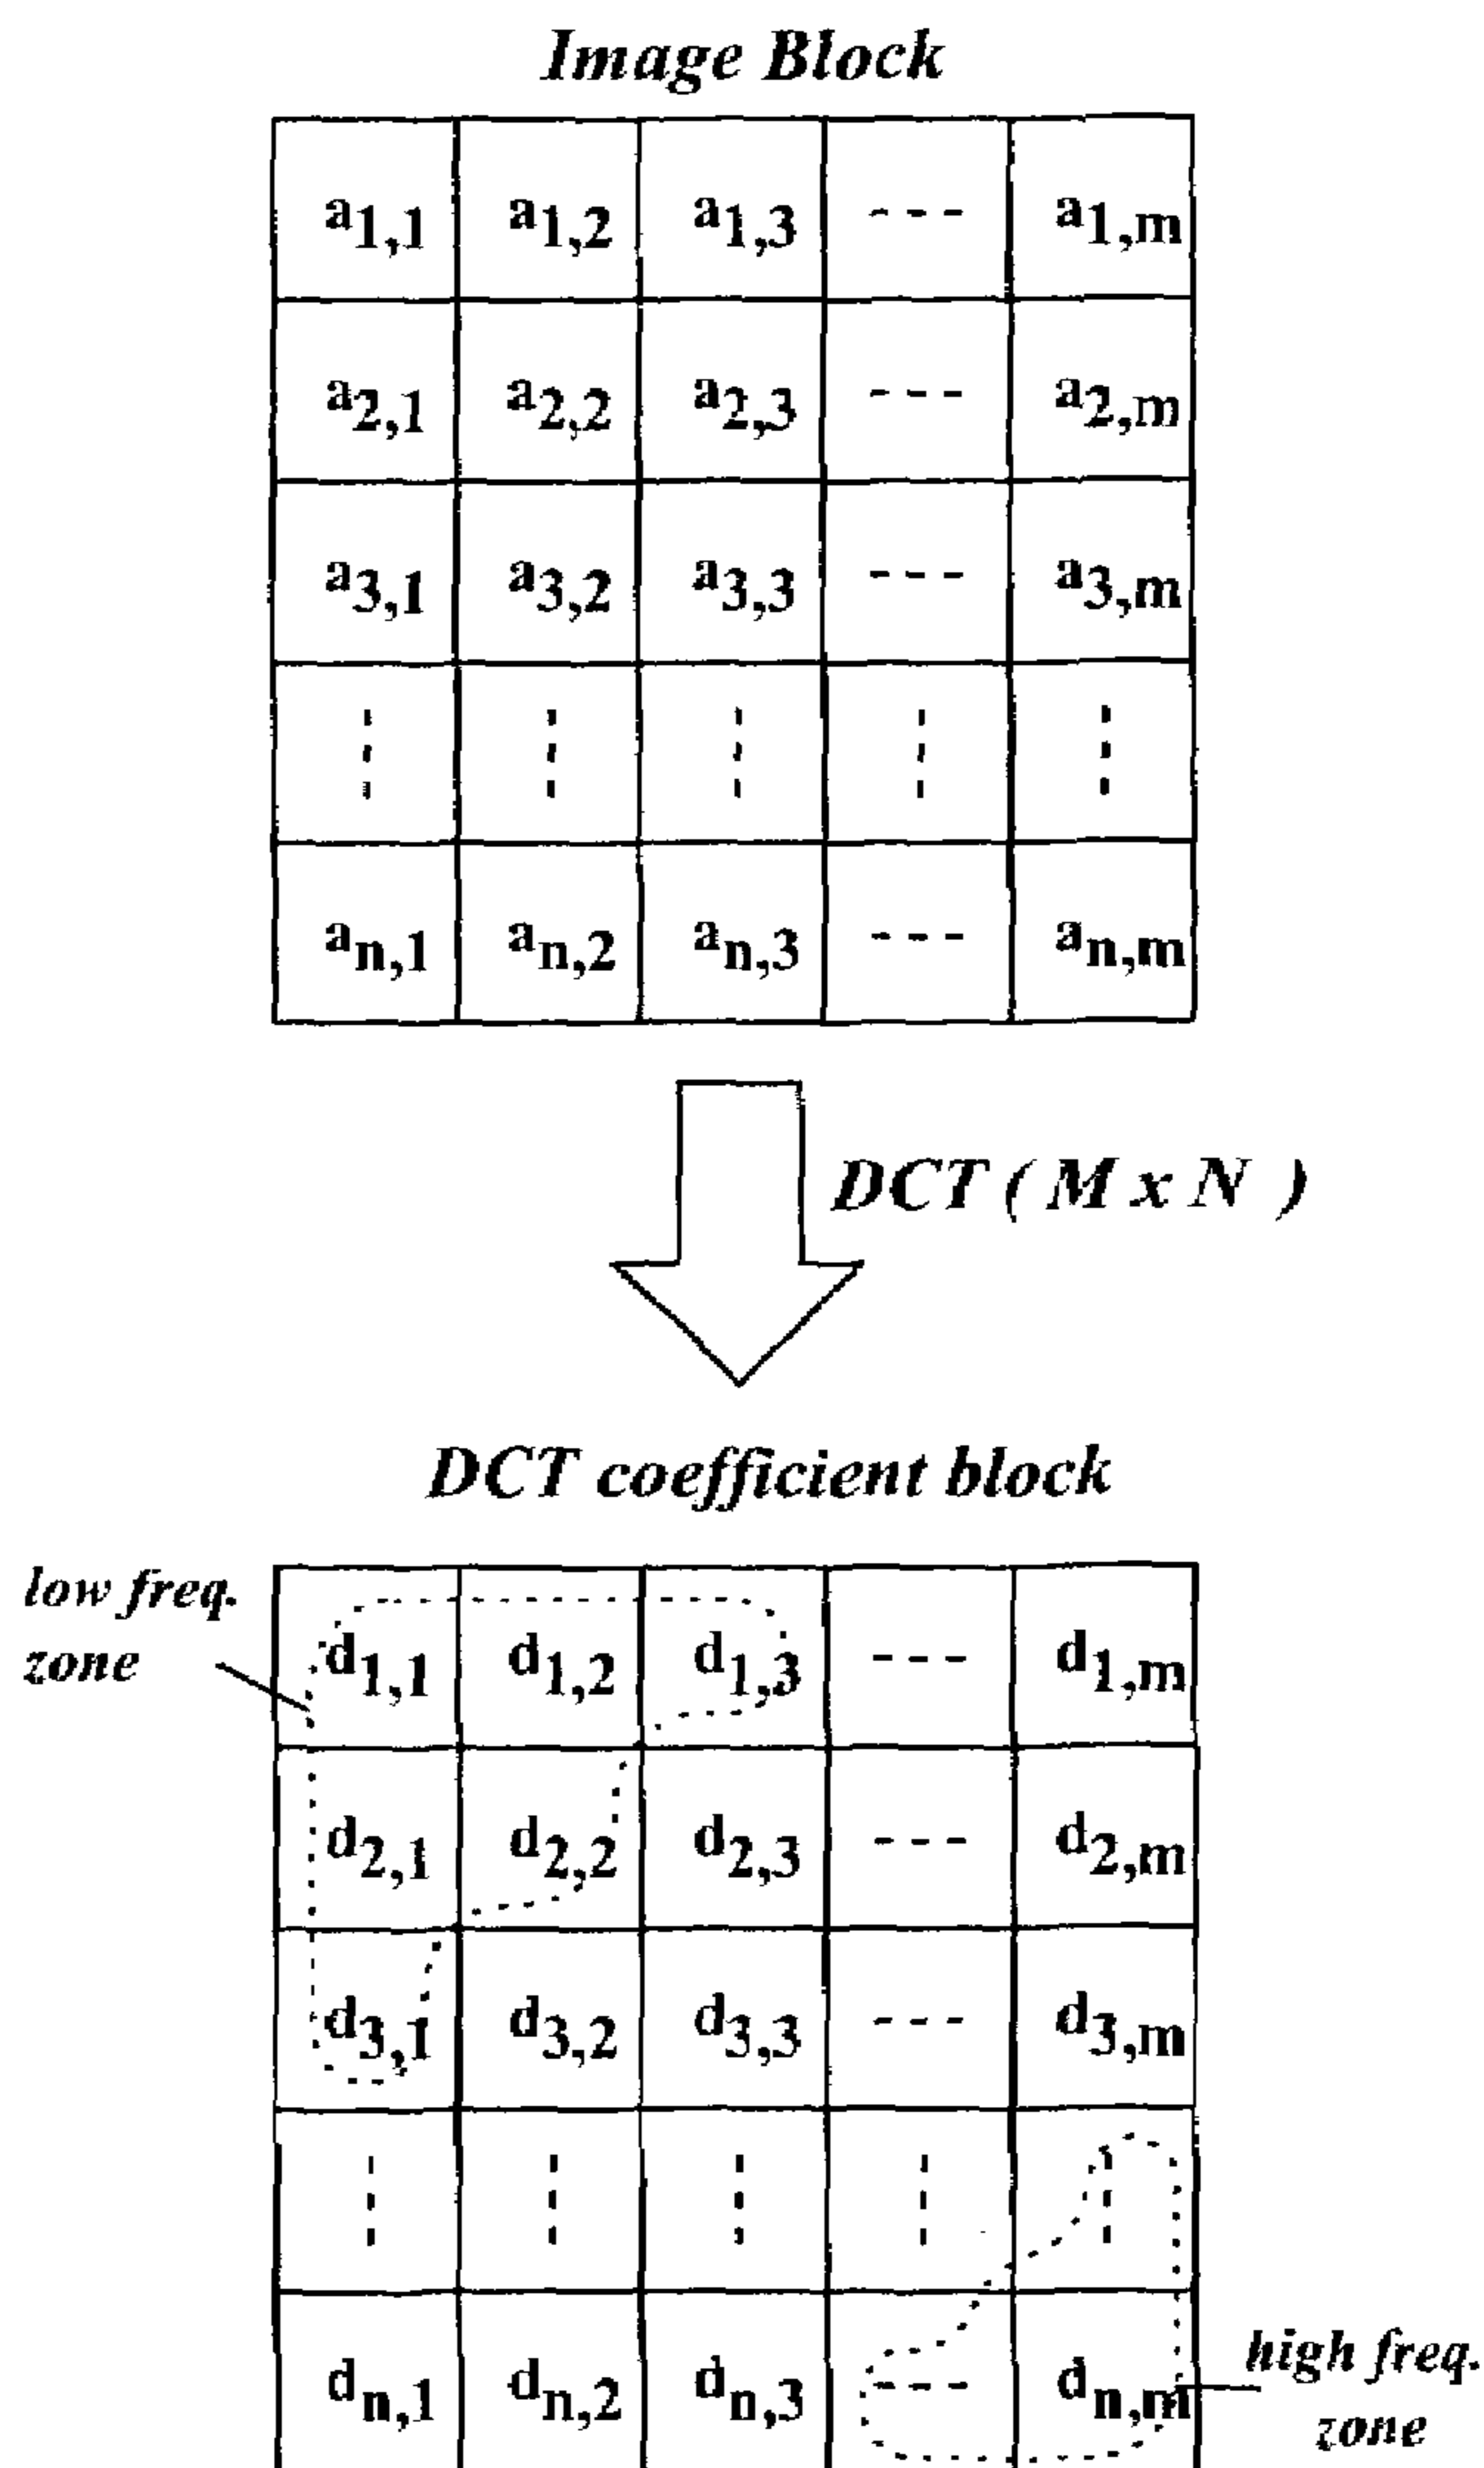 Image Block
a1,1 a1,2 a1,3 --- a1,m
a2,1 a2,2 a2,3 --- a2,m
a3,1 a3,2 a3,3 --- a3,m
an,1 an,2 an,3 --- an,m
DCT ( M x N )
DCT coefficient block
low freq.
zone
d1,1 d1,2 d1,3 --- d1,m
d2,1 d2,2 d2,3 --- d2,m
d3,1 d3,2 d3,3 --- d3,m
dn,1 dn,2 dn,3 --- dn,m
high freq.
zone